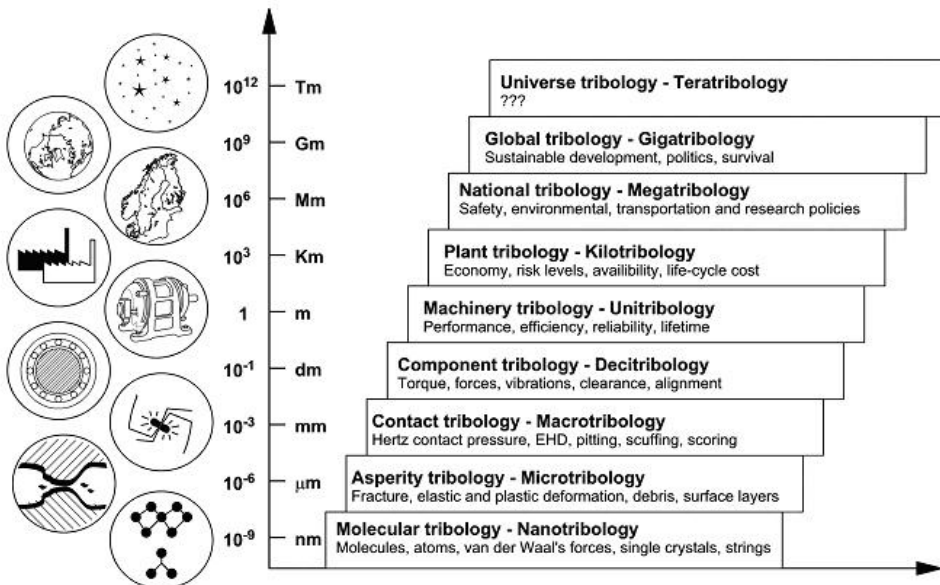 10¹² Tm
Universe tribology - Teratribology
???
10⁹ Gm
Global tribology - Gigatribology
Sustainable development, politics, survival
10⁶ Mm
National tribology - Megatribology
Safety, environmental, transportation and research policies
10³ Km
Plant tribology - Kilotribology
Economy, risk levels, availibility, life-cycle cost
1 m
Machinery tribology - Unitribology
Performance, efficiency, reliability, lifetime
10⁻¹ dm
Component tribology - Decitribology
Torque, forces, vibrations, clearance, alignment
10⁻³ mm
Contact tribology - Macrotribology
Hertz contact pressure, EHD, pitting, scuffing, scoring
10⁻⁶ μm
Asperity tribology - Microtribology
Fracture, elastic and plastic deformation, debris, surface layers
10⁻⁹ nm
Molecular tribology - Nanotribology
Molecules, atoms, van der Waal's forces, single crystals, strings